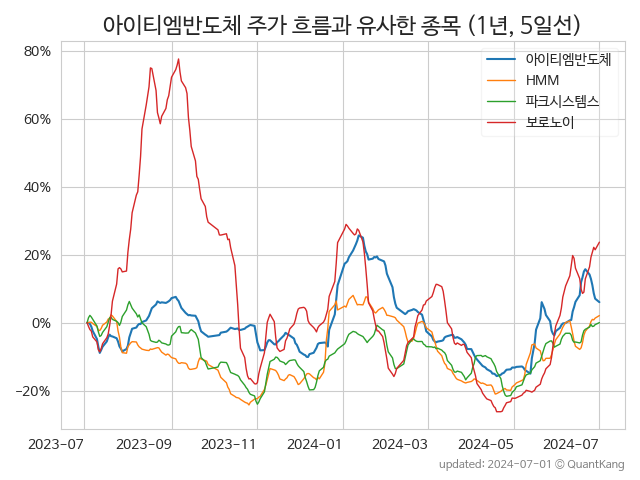 아이티엠반도체 주가 흐름과 유사한 종목 (1년, 5일선)
80%
60%
40%
20%
0%
−20%
아이티엠반도체
HMM
파크시스템스
보로노이
2023-07
2023-09
2023-11
2024-01
2024-03
2024-05
2024-07
updated: 2024-07-01 © QuantKang